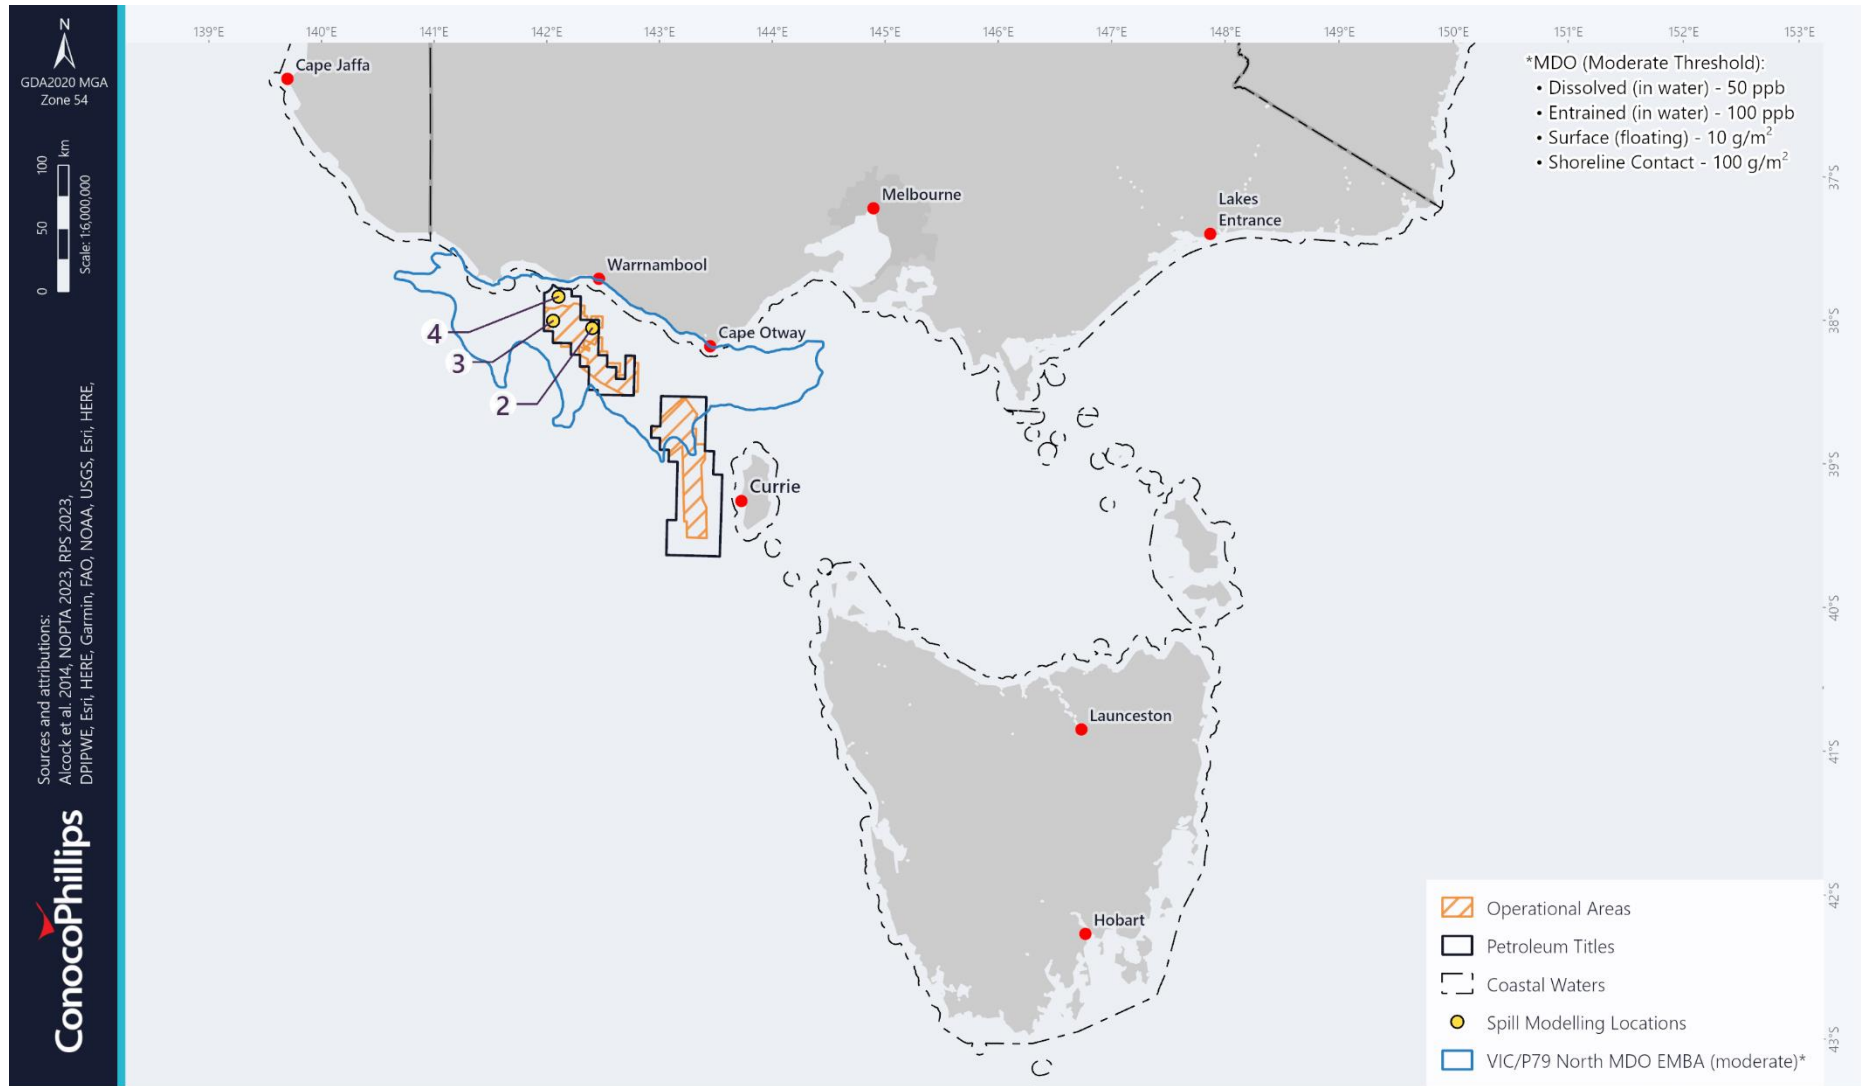 N
GDA2020 MGA
Zone 54
0 50 100 km
Scale: 1:6,000,000
Sources and attributions:
Alcock et al. 2014, NOPTA 2023, RPS 2023,
DPIPWE, Esri, HERE, Garmin, FAO, NOAA, USGS, Esri, HERE,
ConocoPhillips
139°E 140°E 141°E 142°E 143°E 144°E 145°E 146°E 147°E 148°E 149°E 150°E 151°E 152°E 153°E
*MDO (Moderate Threshold):
• Dissolved (in water) - 50 ppb
• Entrained (in water) - 100 ppb
• Surface (floating) - 10 g/m²
• Shoreline Contact - 100 g/m²
Cape Jaffa
Melbourne
Lakes
Entrance
Warrnambool
Cape Otway
4
3
2
Currie
Launceston
Hobart
37°S
38°S
39°S
40°S
41°S
42°S
43°S
Operational Areas
Petroleum Titles
Coastal Waters
Spill Modelling Locations
VIC/P79 North MDO EMBA (moderate)*